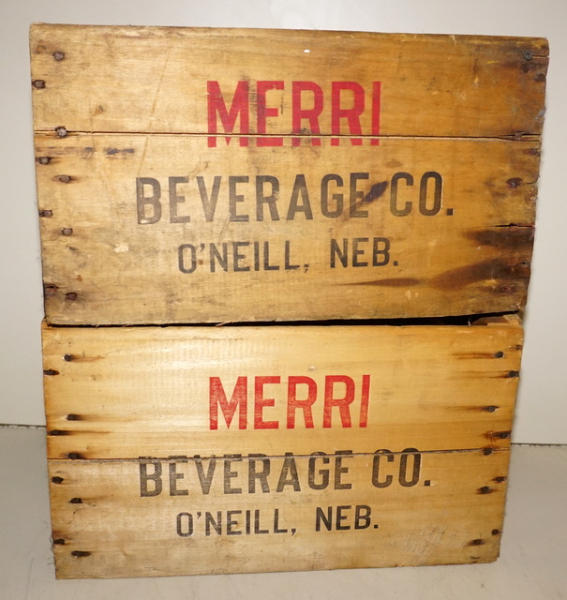 MERRI
BEVERAGE CO.
O'NEILL, NEB.
MERRI
BEVERAGE CO.
O'NEILL, NEB.